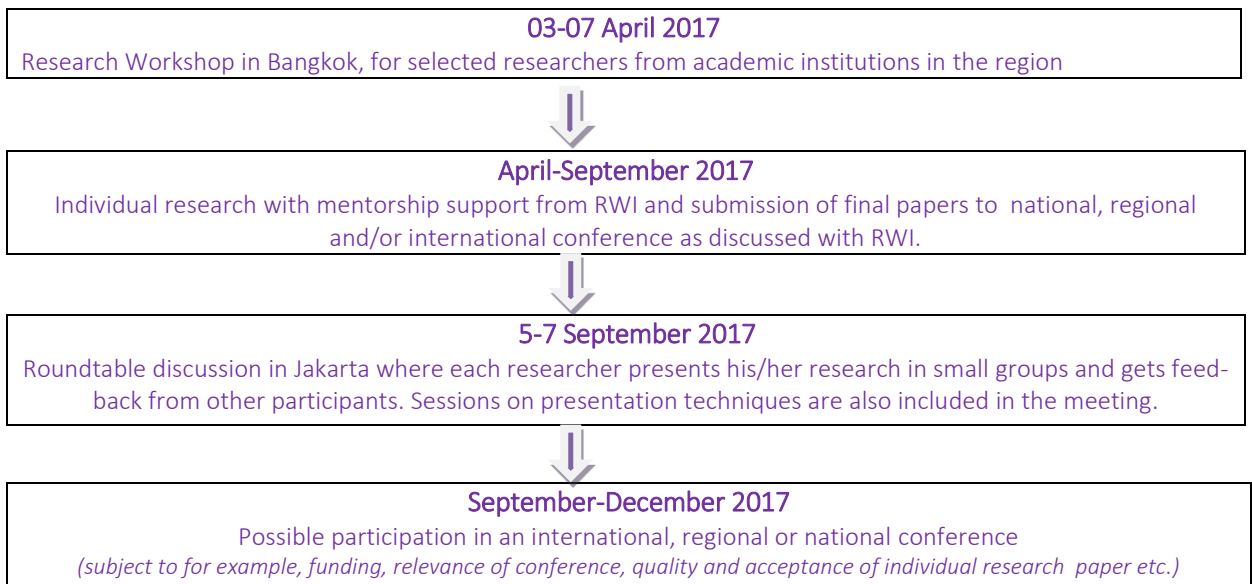 03-07 April 2017
Research Workshop in Bangkok, for selected researchers from academic institutions in the region
April-September 2017
Individual research with mentorship support from RWI and submission of final papers to national, regional
and/or international conference as discussed with RWI.
5-7 September 2017
Roundtable discussion in Jakarta where each researcher presents his/her research in small groups and gets feed-
back from other participants. Sessions on presentation techniques are also included in the meeting.
September-December 2017
Possible participation in an international, regional or national conference
(subject to for example, funding, relevance of conference, quality and acceptance of individual research paper etc.)